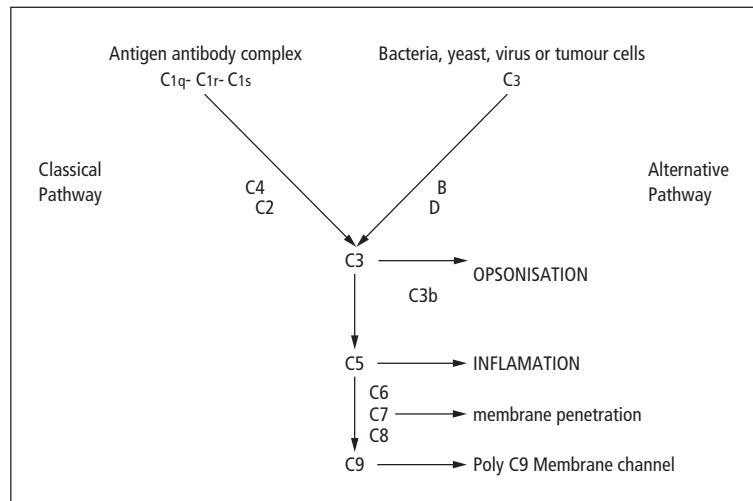 Antigen antibody complex
C1q- C1r- C1s
Bacteria, yeast, virus or tumour cells
C3
Classical
Pathway
Alternative
Pathway
C4
C2
B
D
C3
OPSONISATION
C3b
C5
INFLAMATION
C6
C7
membrane penetration
C8
C9
Poly C9 Membrane channel